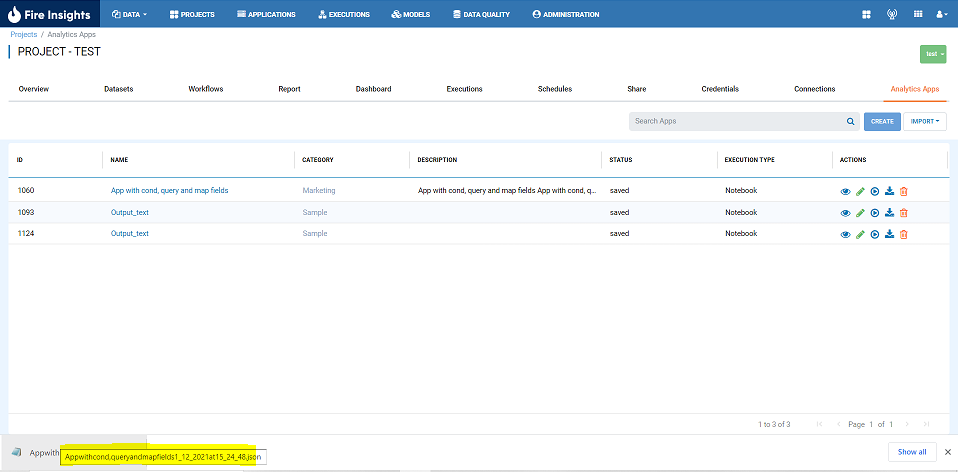 Fire Insights DATA PROJECTS APPLICATIONS EXECUTIONS MODELS DATA QUALITY ADMINISTRATION
Projects / Analytics Apps
PROJECT - TEST
test
Overview Datasets Workflows Report Dashboard Executions Schedules Share Credentials Connections Analytics Apps
Search Apps CREATE IMPORT
ID NAME CATEGORY DESCRIPTION STATUS EXECUTION TYPE ACTIONS
1060 App with cond, query and map fields Marketing App with cond, query and map fields App with cond, q... saved Notebook
1093 Output_text Sample saved Notebook
1124 Output_text Sample saved Notebook
1 to 3 of 3 Page 1 of 1
Appwith
Appwithcond,queryandmapfields1_12_2021at15_24_48.json
Show all